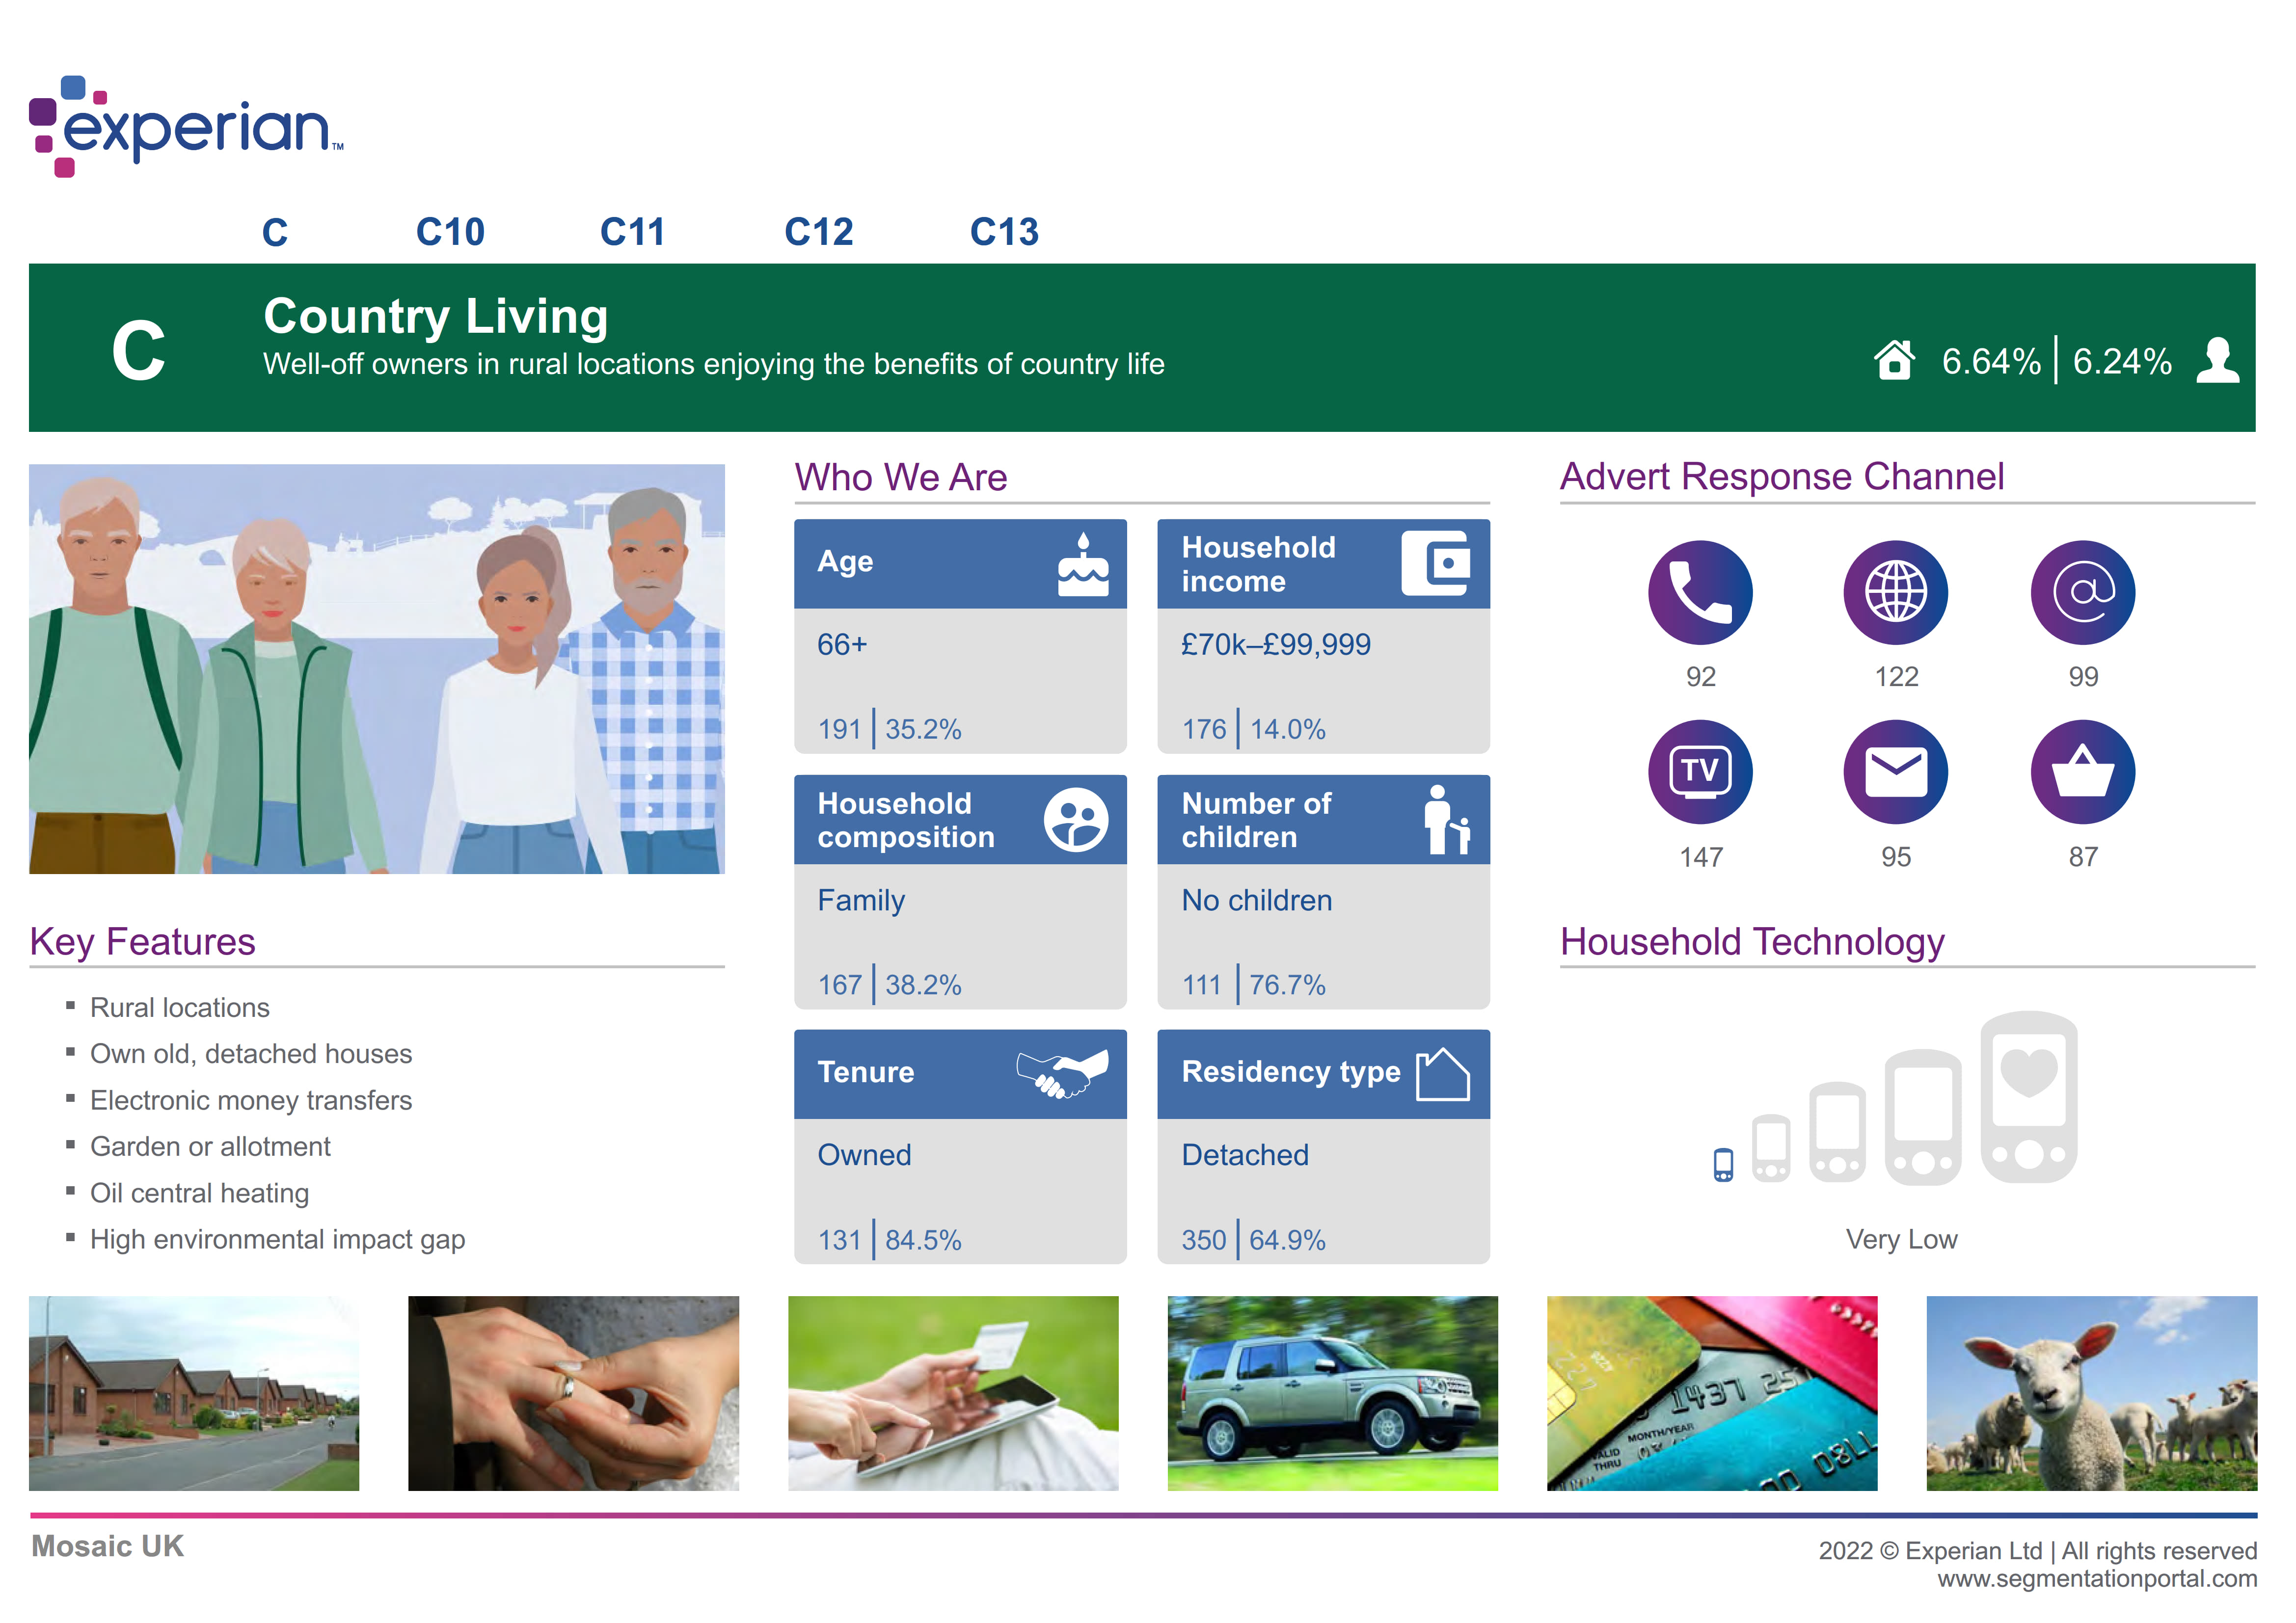 experian™
C C10 C11 C12 C13
C
Country Living
Well-off owners in rural locations enjoying the benefits of country life
6.64% | 6.24%
Who We Are
Age
66+
191 | 35.2%
Household
income
£70k–£99,999
176 | 14.0%
Household
composition
Family
167 | 38.2%
Number of
children
No children
111 | 76.7%
Tenure
Owned
131 | 84.5%
Residency type
Detached
350 | 64.9%
Advert Response Channel
92 122 @ 99
TV
147 95 87
Key Features
▪ Rural locations
▪ Own old, detached houses
▪ Electronic money transfers
▪ Garden or allotment
▪ Oil central heating
▪ High environmental impact gap
Household Technology
Very Low
1437
MONTH/YEAR
VALID
THRU
Mosaic UK
2022 © Experian Ltd | All rights reserved
www.segmentationportal.com